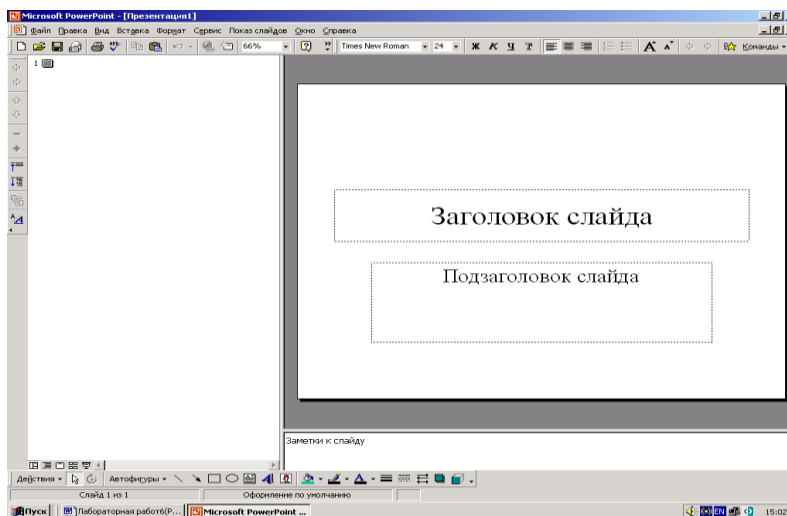 Microsoft PowerPoint - [Презентация1]
Файл Правка Вид Вставка Формат Сервис Показ слайдов Окно Справка
66% Times New Roman 24 Ж К Ч Т А А Команды
1
Заголовок слайда
Подзаголовок слайда
Заметки к слайду
Действия Автофигуры
Слайд 1 из 1 Оформление по умолчанию
Пуск Лабораторная работ6(Р... Microsoft PowerPoint ... EN 15:02